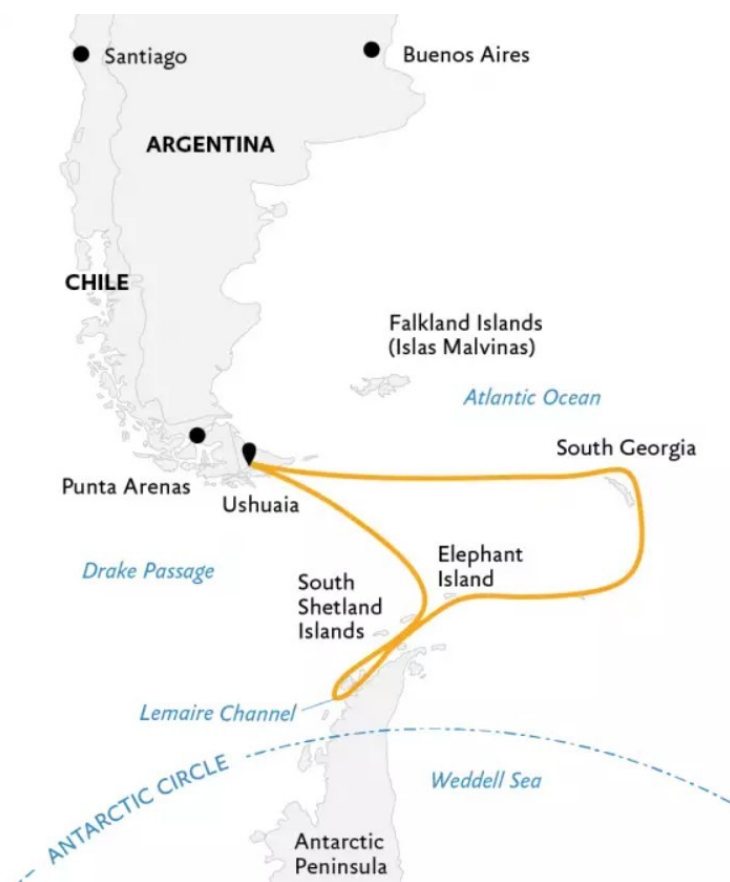 Santiago
Buenos Aires
ARGENTINA
CHILE
Falkland Islands
(Islas Malvinas)
Atlantic Ocean
South Georgia
Punta Arenas
Ushuaia
Elephant
Island
Drake Passage
South
Shetland
Islands
Lemaire Channel
ANTARCTIC CIRCLE
Weddell Sea
Antarctic
Peninsula